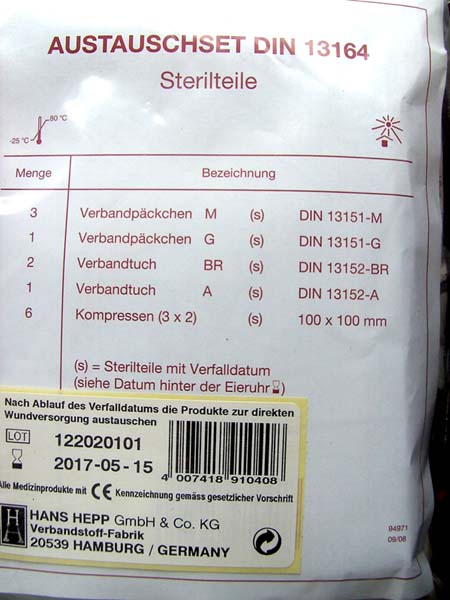 AUSTAUSCHSET DIN 13164
Sterilteile
-25 °C
80 °C
Menge Bezeichnung
3 Verbandpäckchen M (s) DIN 13151-M
1 Verbandpäckchen G (s) DIN 13151-G
2 Verbandtuch BR (s) DIN 13152-BR
1 Verbandtuch A (s) DIN 13152-A
6 Kompressen (3 x 2) (s) 100 x 100 mm
(s) = Sterilteile mit Verfalldatum
(siehe Datum hinter der Eieruhr)
Nach Ablauf des Verfalldatums die Produkte zur direkten
Wundversorgung austauschen
LOT 122020101
2017-05-15
4 007418 910408
Alle Medizinprodukte mit CE Kennzeichnung gemäss gesetzlicher Vorschrift
HANS HEPP GmbH & Co. KG
Verbandstoff-Fabrik
20539 HAMBURG / GERMANY
94971
09/08